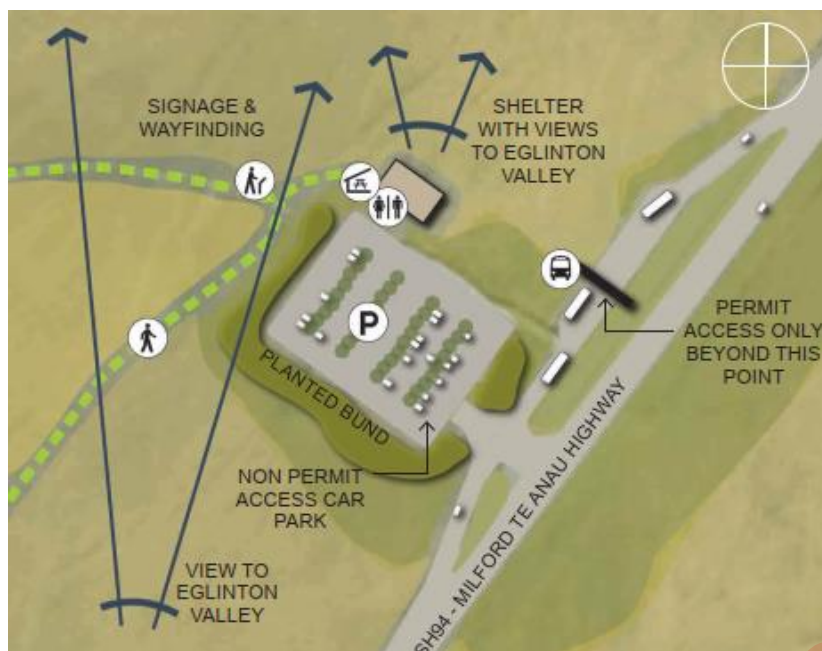 SIGNAGE &
WAYFINDING
SHELTER
WITH VIEWS
TO EGLINTON
VALLEY
P
PERMIT
ACCESS ONLY
BEYOND THIS
POINT
PLANTED BUND
NON PERMIT
ACCESS CAR
PARK
VIEW TO
EGLINTON
VALLEY
SH94 - MILFORD TE ANAU HIGHWAY